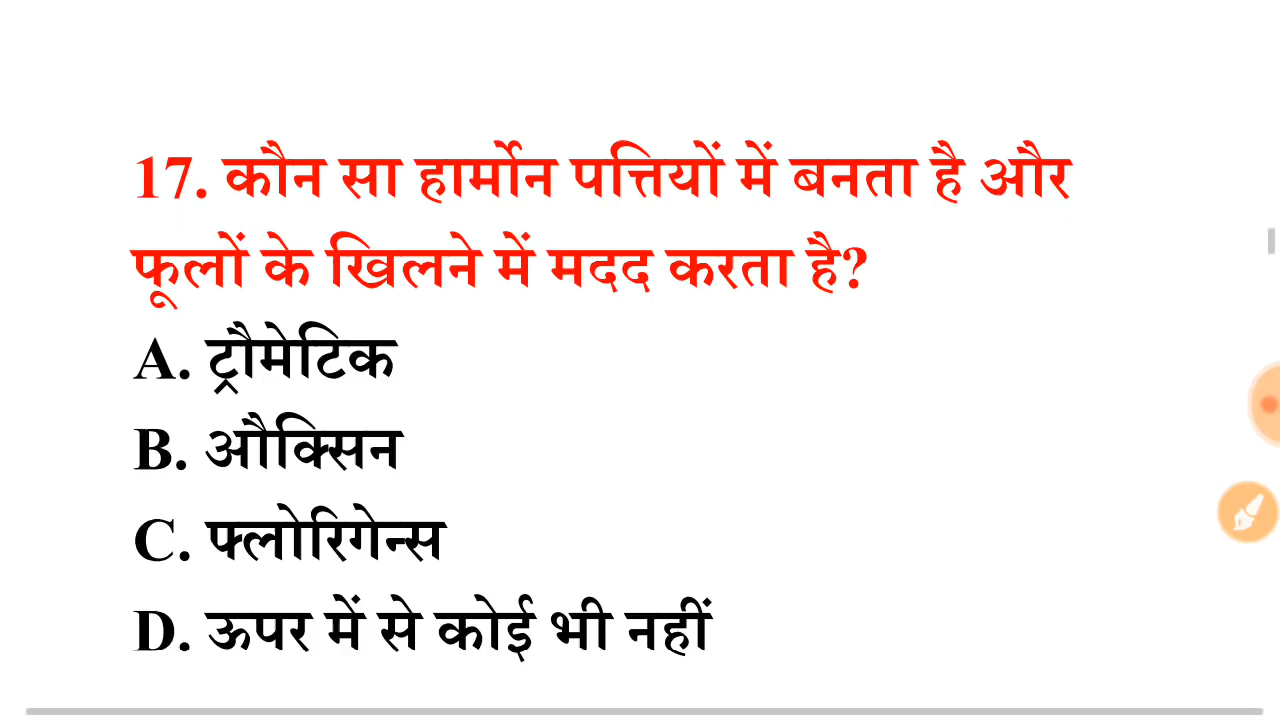 17. कौन सा हार्मोन पत्तियों में बनता है और
फूलों के खिलने में मदद करता है?
A. ट्रौमेटिक
B. औक्सिन
C. फ्लोरिगेन्स
D. ऊपर में से कोई भी नहीं